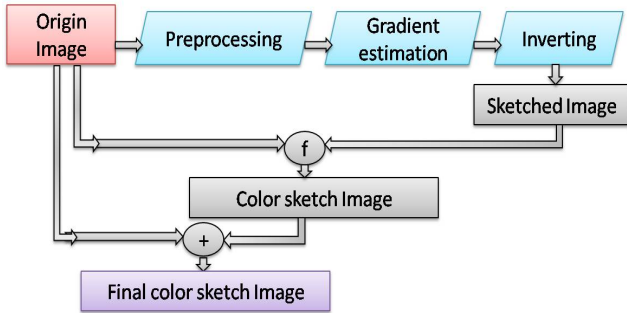 Origin
Image
Preprocessing
Gradient
estimation
Inverting
Sketched Image
f
Color sketch Image
+
Final color sketch Image